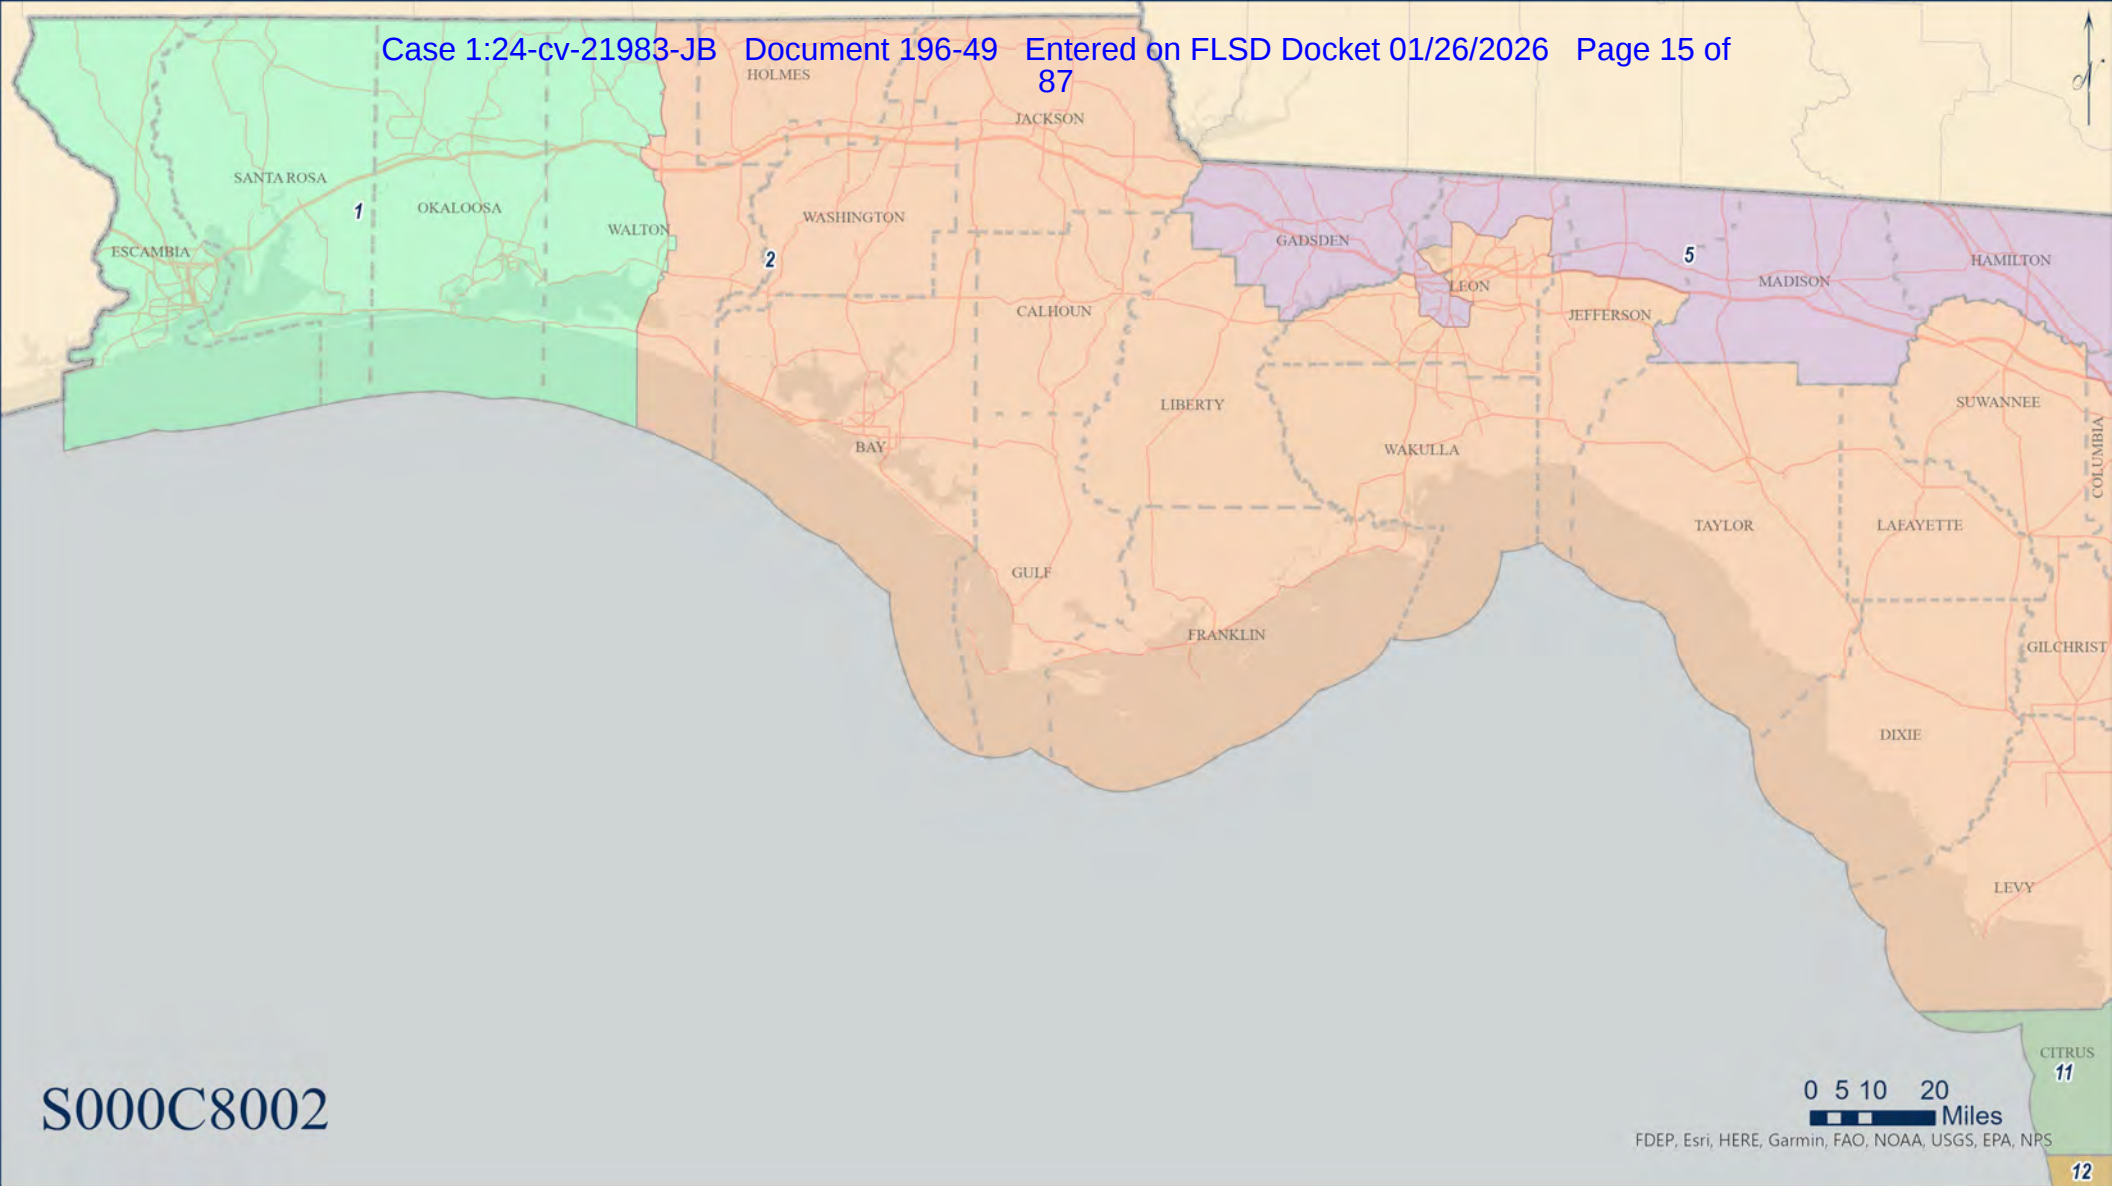 Case 1:24-cv-21983-JB Document 196-49 Entered on FLSD Docket 01/26/2026 Page 15 of
87
N
HOLMES
JACKSON
SANTA ROSA
1
OKALOOSA
WALTON
WASHINGTON
ESCAMBIA
2
GADSDEN
5
HAMILTON
LEON
MADISON
CALHOUN
JEFFERSON
LIBERTY
SUWANNEE
BAY
WAKULLA
COLUMBIA
TAYLOR
LAFAYETTE
GULF
FRANKLIN
GILCHRIST
DIXIE
LEVY
CITRUS
11
S000C8002
0 5 10 20
Miles
FDEP, Esri, HERE, Garmin, FAO, NOAA, USGS, EPA, NPS
12